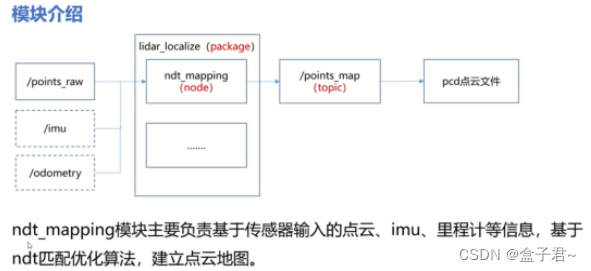 模块介绍
lidar_localize（package）
/points_raw
ndt_mapping
（node）
/points_map
（topic）
pcd点云文件
/imu
.......
/odometry
ndt_mapping模块主要负责基于传感器输入的点云、imu、里程计等信息，基于
ndt匹配优化算法，建立点云地图。
CSDN @盒子君~